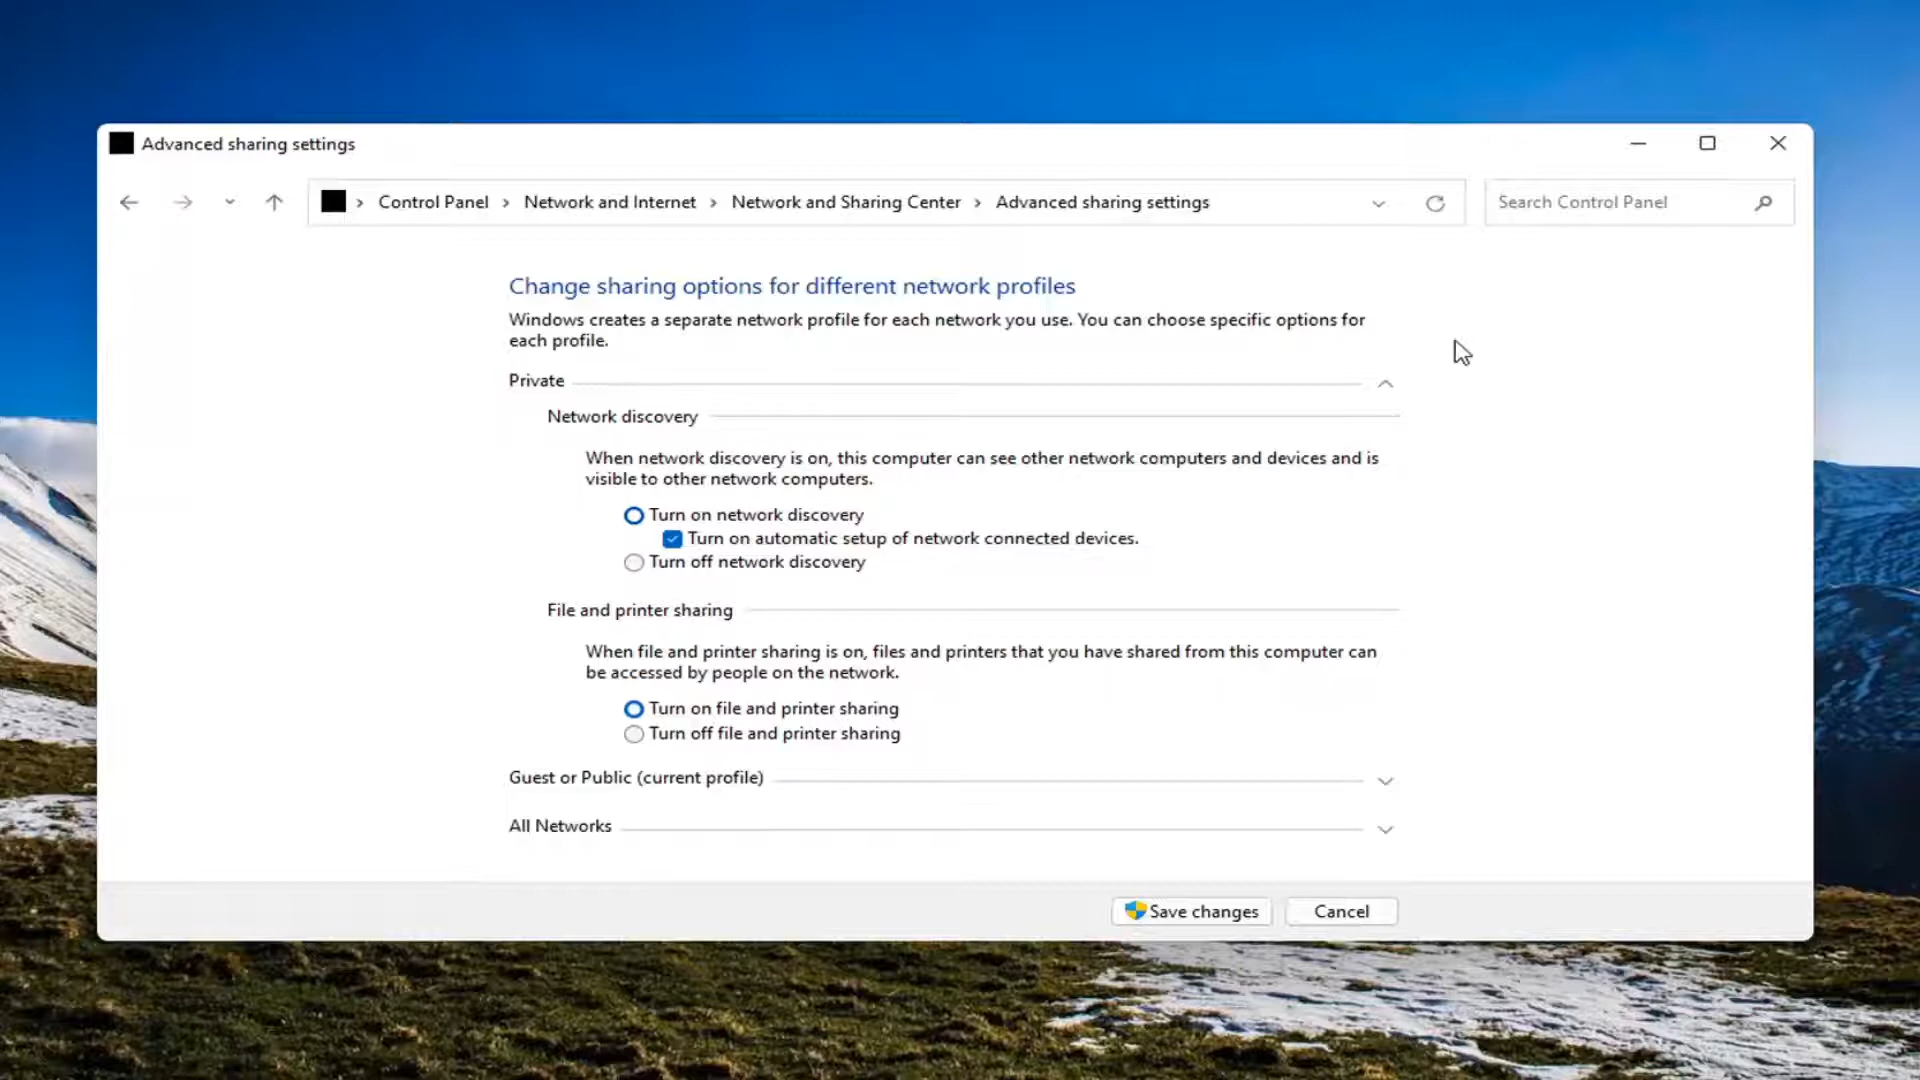 Advanced sharing settings
Control Panel > Network and Internet > Network and Sharing Center > Advanced sharing settings
Search Control Panel
Change sharing options for different network profiles
Windows creates a separate network profile for each network you use. You can choose specific options for
each profile.
Private
Network discovery
When network discovery is on, this computer can see other network computers and devices and is
visible to other network computers.
Turn on network discovery
Turn on automatic setup of network connected devices.
Turn off network discovery
File and printer sharing
When file and printer sharing is on, files and printers that you have shared from this computer can
be accessed by people on the network.
Turn on file and printer sharing
Turn off file and printer sharing
Guest or Public (current profile)
All Networks
Save changes
Cancel